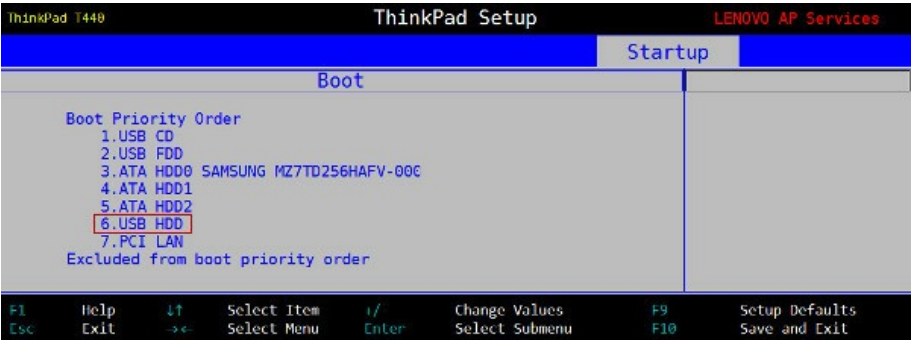 ThinkPad T440 ThinkPad Setup LENOVO AP Services
Startup
Boot
Boot Priority Order
1.USB CD
2.USB FDD
3.ATA HDD0 SAMSUNG MZ7TD256HAFV-000
4.ATA HDD1
5.ATA HDD2
6.USB HDD
7.PCI LAN
Excluded from boot priority order
F1 Help ↓↑ Select Item +/ Change Values F9 Setup Defaults
Esc Exit →← Select Menu Enter Select Submenu F10 Save and Exit